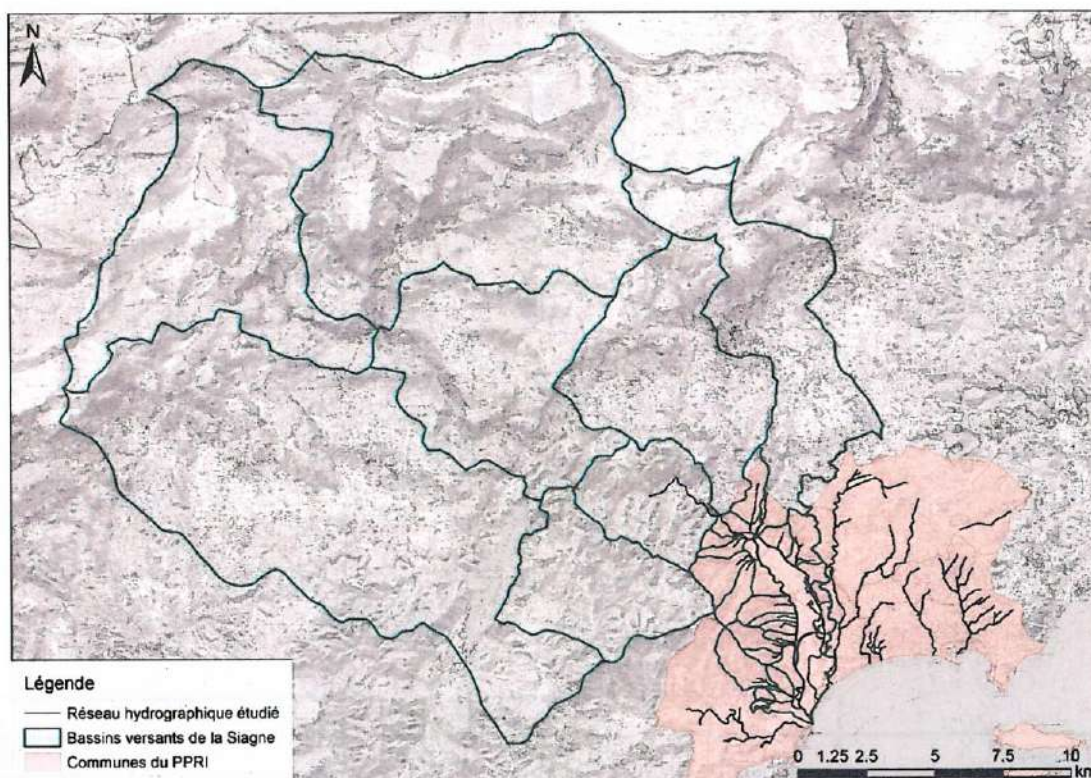 N
Légende
Réseau hydrographique étudié
Bassins versants de la Siagne
Communes du PPRI
0 1.25 2.5 5 7.5 10
km